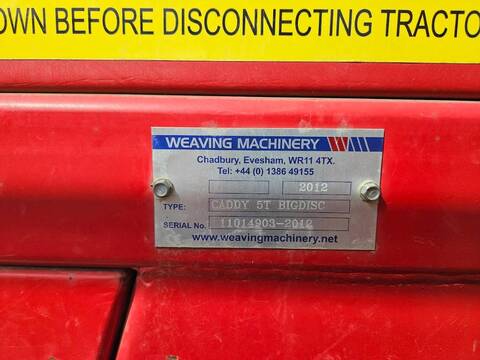 OWN BEFORE DISCONNECTING TRACTO
WEAVING MACHINERY
Chadbury, Evesham, WR11 4TX.
Tel: +44 (0) 1386 49155
2012
TYPE: CADDY 5T BIGDISC
SERIAL No. 11014903-2012
www.weavingmachinery.net